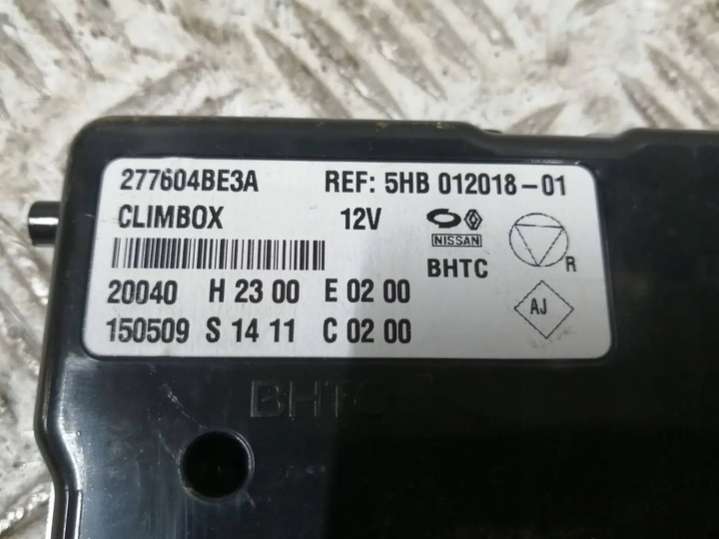 277604BE3A REF: 5HB 012018-01
CLIMBOX 12V
NISSAN
BHTC
R
20040 H 23 00 E 02 00
AJ
150509 S 14 11 C 02 00
BHTC